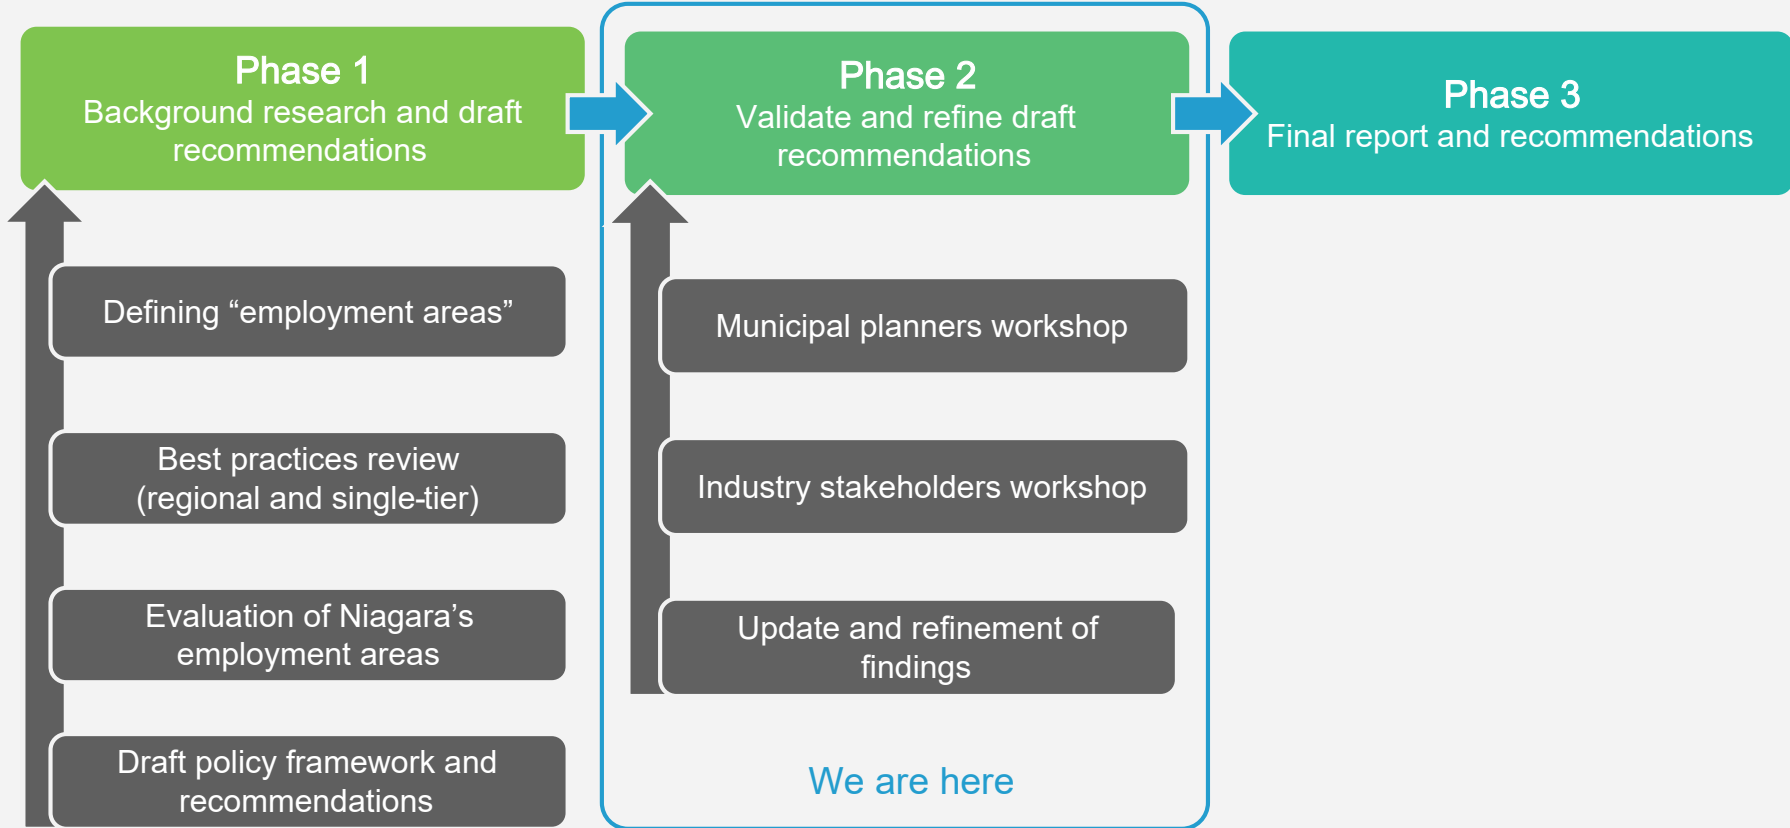 Phase 1
Background research and draft
recommendations
Defining “employment areas”
Best practices review
(regional and single-tier)
Evaluation of Niagara’s
employment areas
Draft policy framework and
recommendations
Phase 2
Validate and refine draft
recommendations
Municipal planners workshop
Industry stakeholders workshop
Update and refinement of
findings
We are here
Phase 3
Final report and recommendations